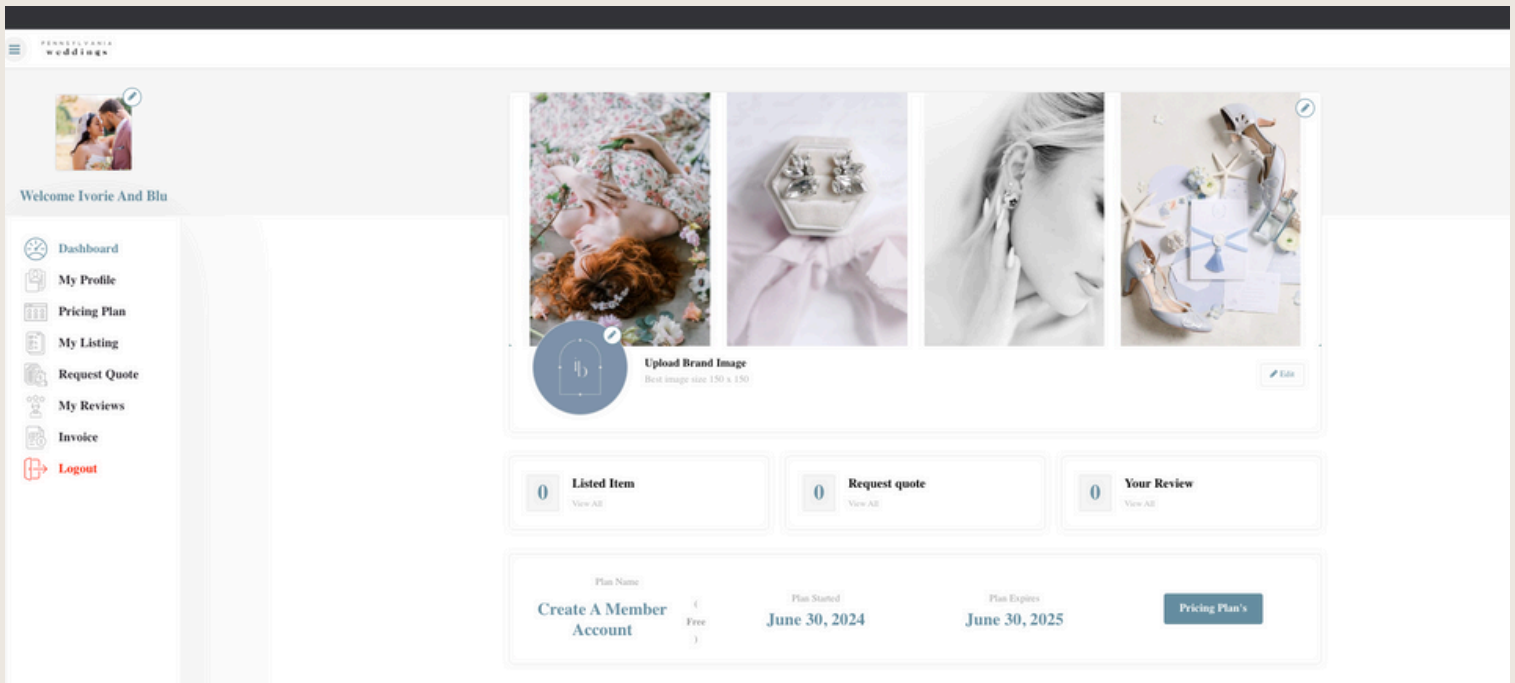 PENNSYLVANIA
weddings
Welcome Ivorie And Blu
Dashboard
My Profile
Pricing Plan
My Listing
Request Quote
My Reviews
Invoice
Logout
Upload Brand Image
Best image size 150 x 150
Edit
0
Listed Item
View All
0
Request quote
View All
0
Your Review
View All
Plan Name
Create A Member
Account
(
Free
)
Plan Started
June 30, 2024
Plan Expires
June 30, 2025
Pricing Plan's